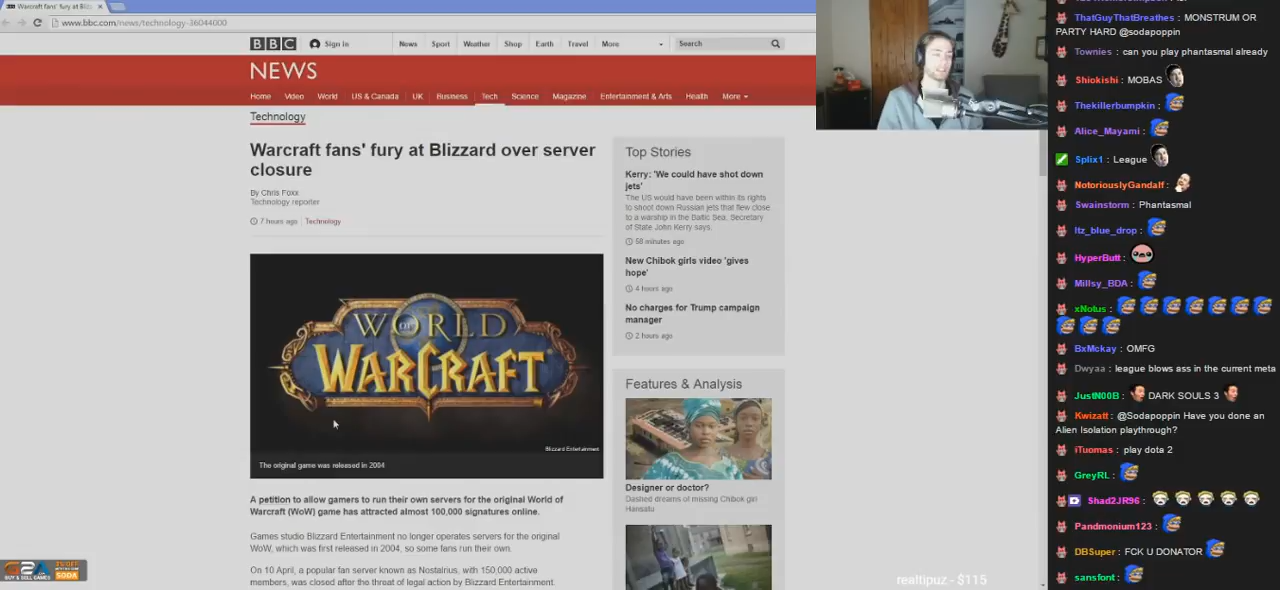 Warcraft fans' fury at Bliz
www.bbc.com/news/technology-36044000
BBC Sign in News Sport Weather Shop Earth Travel More Search
NEWS
Home Video World US & Canada UK Business Tech Science Magazine Entertainment & Arts Health More
Technology
Warcraft fans' fury at Blizzard over server
closure
By Chris Foxx
Technology reporter
7 hours ago Technology
WORLD
OF
WARCRAFT
Blizzard Entertainment
The original game was released in 2004
A petition to allow gamers to run their own servers for the original World of
Warcraft (WoW) game has attracted almost 100,000 signatures online.
Games studio Blizzard Entertainment no longer operates servers for the original
WoW, which was first released in 2004, so some fans run their own.
On 10 April, a popular fan server known as Nostalrius, with 150,000 active
members, was closed after the threat of legal action by Blizzard Entertainment.
Top Stories
Kerry: 'We could have shot down
jets'
The US would have been within its rights
to shoot down Russian jets that flew close
to a warship in the Baltic Sea, Secretary
of State John Kerry says.
58 minutes ago
New Chibok girls video 'gives
hope'
4 hours ago
No charges for Trump campaign
manager
2 hours ago
Features & Analysis
Designer or doctor?
Dashed dreams of missing Chibok girl
Hansatu
G2A
BUY & SELL GAMES
3% OFF
SODA
realtipuz - $115
ThatGuyThatBreathes : MONSTRUM OR
PARTY HARD @sodapoppin
Townies : can you play phantasmal already
Shiokishi : MOBAS
Thekillerbumpkin :
Alice_Mayami :
Splix1 : League
NotoriouslyGandalf :
Swainstorm : Phantasmal
Itz_blue_drop :
HyperButt :
Millsy_BDA :
xNotus :
BxMckay : OMFG
Dwyaa : league blows ass in the current meta
JustN00B : DARK SOULS 3
Kwizatt : @Sodapoppin Have you done an
Alien Isolation playthrough?
iTuomas : play dota 2
GreyRL :
Shad2JR96 :
Pandmonium123 :
DBSuper : FCK U DONATOR
sansfont :